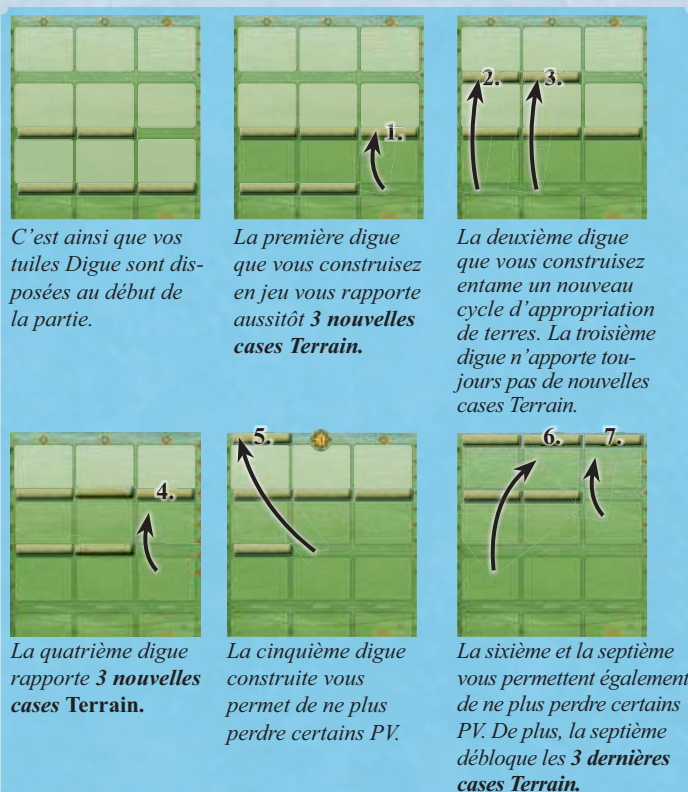 1.
2. 3.
C'est ainsi que vos
tuiles Digue sont dis-
posées au début de
la partie.
La première digue
que vous construisez
en jeu vous rapporte
aussitôt 3 nouvelles
cases Terrain.
La deuxième digue
que vous construisez
entame un nouveau
cycle d'appropriation
de terres. La troisième
digue n'apporte tou-
jours pas de nouvelles
cases Terrain.
4.
5.
6. 7.
La quatrième digue
rapporte 3 nouvelles
cases Terrain.
La cinquième digue
construite vous
permet de ne plus
perdre certains PV.
La sixième et la septième
vous permettent également
de ne plus perdre certains
PV. De plus, la septième
débloque les 3 dernières
cases Terrain.